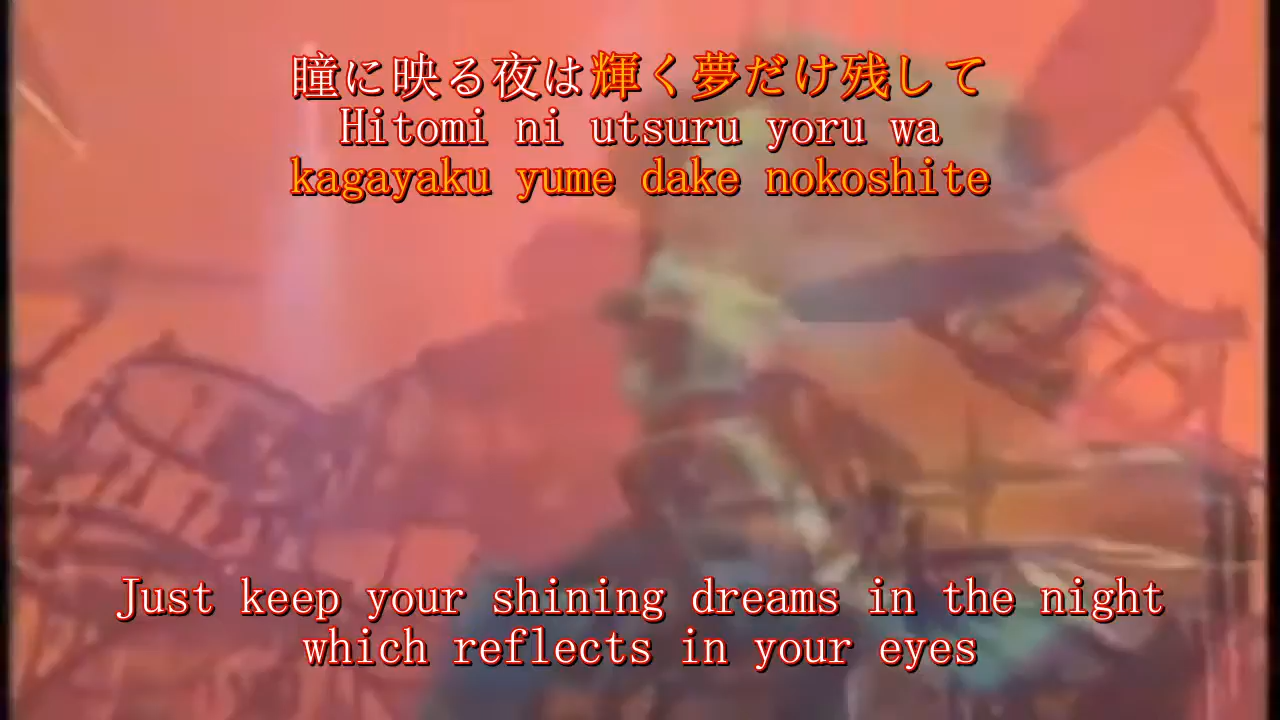 瞳に映る夜は輝く夢だけ残して
Hitomi ni utsuru yoru wa
kagayaku yume dake nokoshite
Just keep your shining dreams in the night
which reflects in your eyes